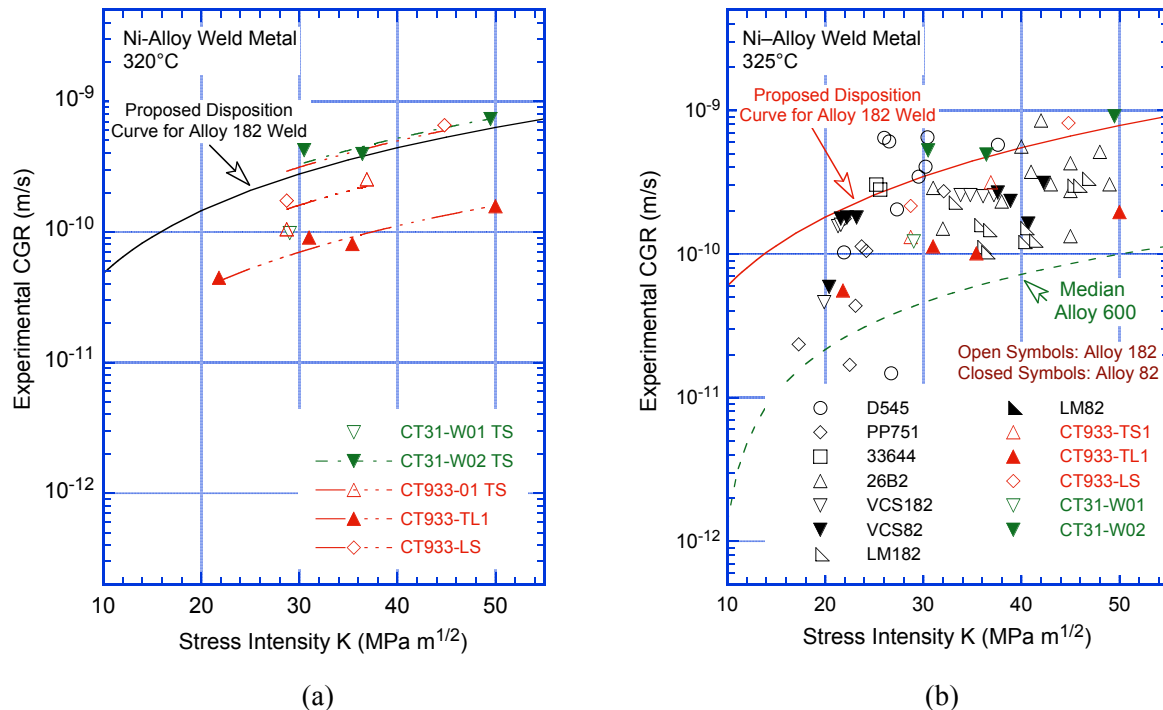 Ni-Alloy Weld Metal
320°C
Proposed Disposition
Curve for Alloy 182 Weld
Experimental CGR (m/s)
10⁻⁹
10⁻¹⁰
10⁻¹¹
10⁻¹²
CT31-W01 TS
CT31-W02 TS
CT933-01 TS
CT933-TL1
CT933-LS
10 20 30 40 50
Stress Intensity K (MPa m¹/²)
(a)
Ni–Alloy Weld Metal
325°C
Proposed Disposition
Curve for Alloy 182 Weld
Experimental CGR (m/s)
10⁻⁹
10⁻¹⁰
10⁻¹¹
10⁻¹²
Median
Alloy 600
Open Symbols: Alloy 182
Closed Symbols: Alloy 82
D545
PP751
33644
26B2
VCS182
VCS82
LM182
LM82
CT933-TS1
CT933-TL1
CT933-LS
CT31-W01
CT31-W02
10 20 30 40 50
Stress Intensity K (MPa m¹/²)
(b)